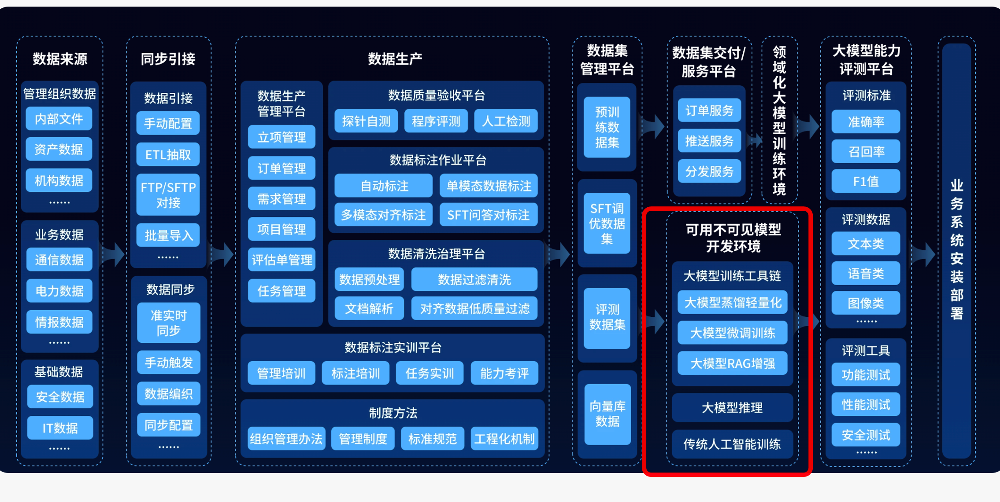 数据来源
管理组织数据
内部文件
资产数据
机构数据
......
业务数据
通信数据
电力数据
情报数据
......
基础数据
安全数据
IT数据
......
同步引接
数据引接
手动配置
ETL抽取
FTP/SFTP
对接
批量导入
......
数据同步
准实时
同步
手动触发
数据编织
同步配置
......
数据生产
数据生产
管理平台
立项管理
订单管理
需求管理
项目管理
评估单管理
任务管理
数据质量验收平台
探针自测
程序评测
人工检测
数据标注作业平台
自动标注
单模态数据标注
多模态对齐标注
SFT问答对标注
数据清洗治理平台
数据预处理
数据过滤清洗
文档解析
对齐数据低质量过滤
数据标注实训平台
管理培训
标注培训
任务实训
能力考评
制度方法
组织管理办法
管理制度
标准规范
工程化机制
数据集
管理平台
预训
练数
据集
SFT调
优数据
集
评测
数据集
向量库
数据
数据集交付/
服务平台
订单服务
推送服务
分发服务
领域化大模型训练环境
可用不可见模型
开发环境
大模型训练工具链
大模型蒸馏轻量化
大模型微调训练
大模型RAG增强
大模型推理
传统人工智能训练
大模型能力
评测平台
评测标准
准确率
召回率
F1值
评测数据
文本类
语音类
图像类
......
评测工具
功能测试
性能测试
安全测试
......
业务系统安装部署